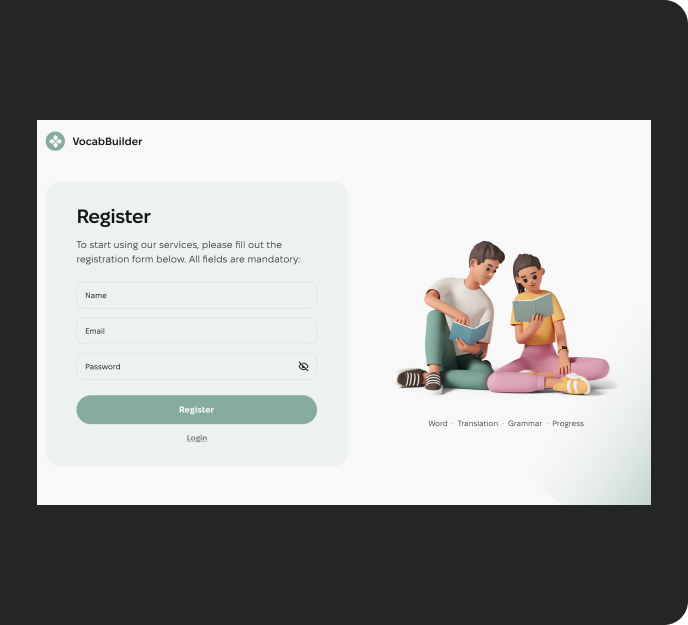 VocabBuilder
Register
To start using our services, please fill out the
registration form below. All fields are mandatory:
Name
Email
Password
Register
Login
Word · Translation · Grammar · Progress